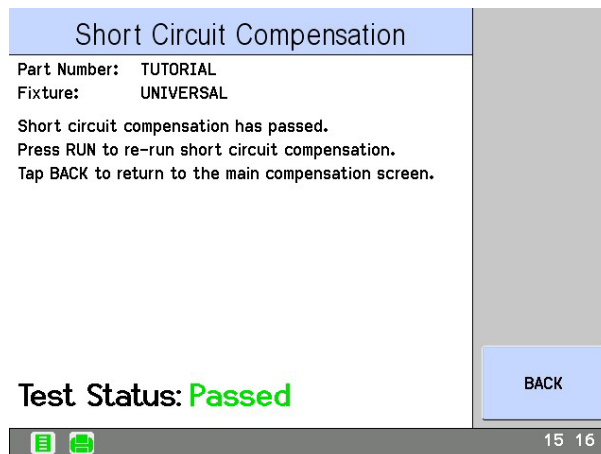 Short Circuit Compensation
Part Number: TUTORIAL
Fixture: UNIVERSAL
Short circuit compensation has passed.
Press RUN to re-run short circuit compensation.
Tap BACK to return to the main compensation screen.
BACK
Test Status: Passed
15 16